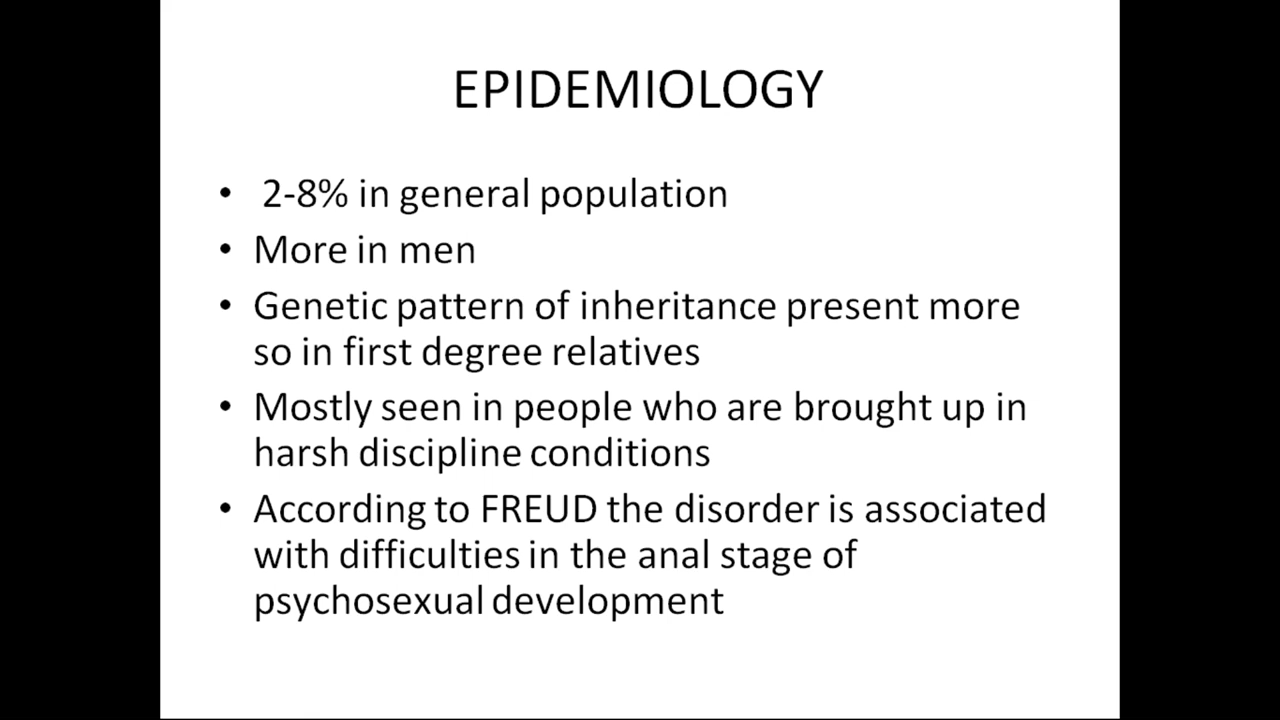 EPIDEMIOLOGY
• 2-8% in general population
• More in men
• Genetic pattern of inheritance present more
so in first degree relatives
• Mostly seen in people who are brought up in
harsh discipline conditions
• According to FREUD the disorder is associated
with difficulties in the anal stage of
psychosexual development